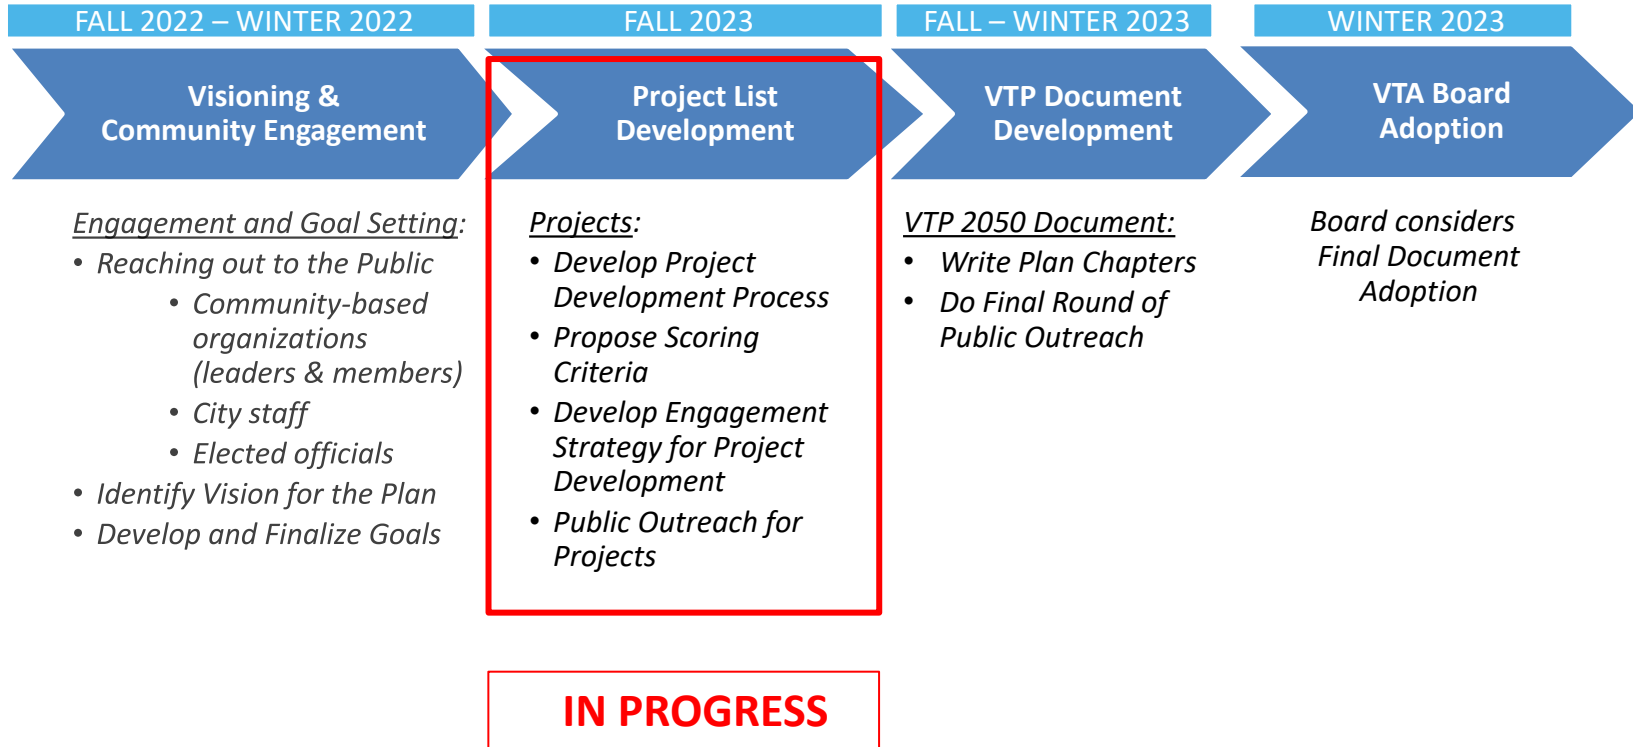 FALL 2022 – WINTER 2022
FALL 2023
FALL – WINTER 2023
WINTER 2023
Visioning &
Community Engagement
Project List
Development
VTP Document
Development
VTA Board
Adoption
Engagement and Goal Setting:
• Reaching out to the Public
• Community-based
organizations
(leaders & members)
• City staff
• Elected officials
• Identify Vision for the Plan
• Develop and Finalize Goals
Projects:
• Develop Project
Development Process
• Propose Scoring
Criteria
• Develop Engagement
Strategy for Project
Development
• Public Outreach for
Projects
VTP 2050 Document:
• Write Plan Chapters
• Do Final Round of
Public Outreach
Board considers
Final Document
Adoption
IN PROGRESS